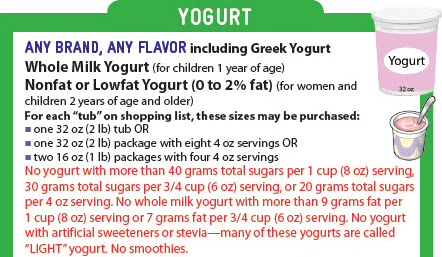 YOGURT
ANY BRAND, ANY FLAVOR including Greek Yogurt
Whole Milk Yogurt (for children 1 year of age)
Nonfat or Lowfat Yogurt (0 to 2% fat) (for women and
children 2 years of age and older)
For each “tub” on shopping list, these sizes may be purchased:
■ one 32 oz (2 lb) tub OR
■ one 32 oz (2 lb) package with eight 4 oz servings OR
■ two 16 oz (1 lb) packages with four 4 oz servings
No yogurt with more than 40 grams total sugars per 1 cup (8 oz) serving,
30 grams total sugars per 3/4 cup (6 oz) serving, or 20 grams total sugars
per 4 oz serving. No whole milk yogurt with more than 9 grams fat per
1 cup (8 oz) serving or 7 grams fat per 3/4 cup (6 oz) serving. No yogurt
with artificial sweeteners or stevia—many of these yogurts are called
“LIGHT” yogurt. No smoothies.
Yogurt
32 oz